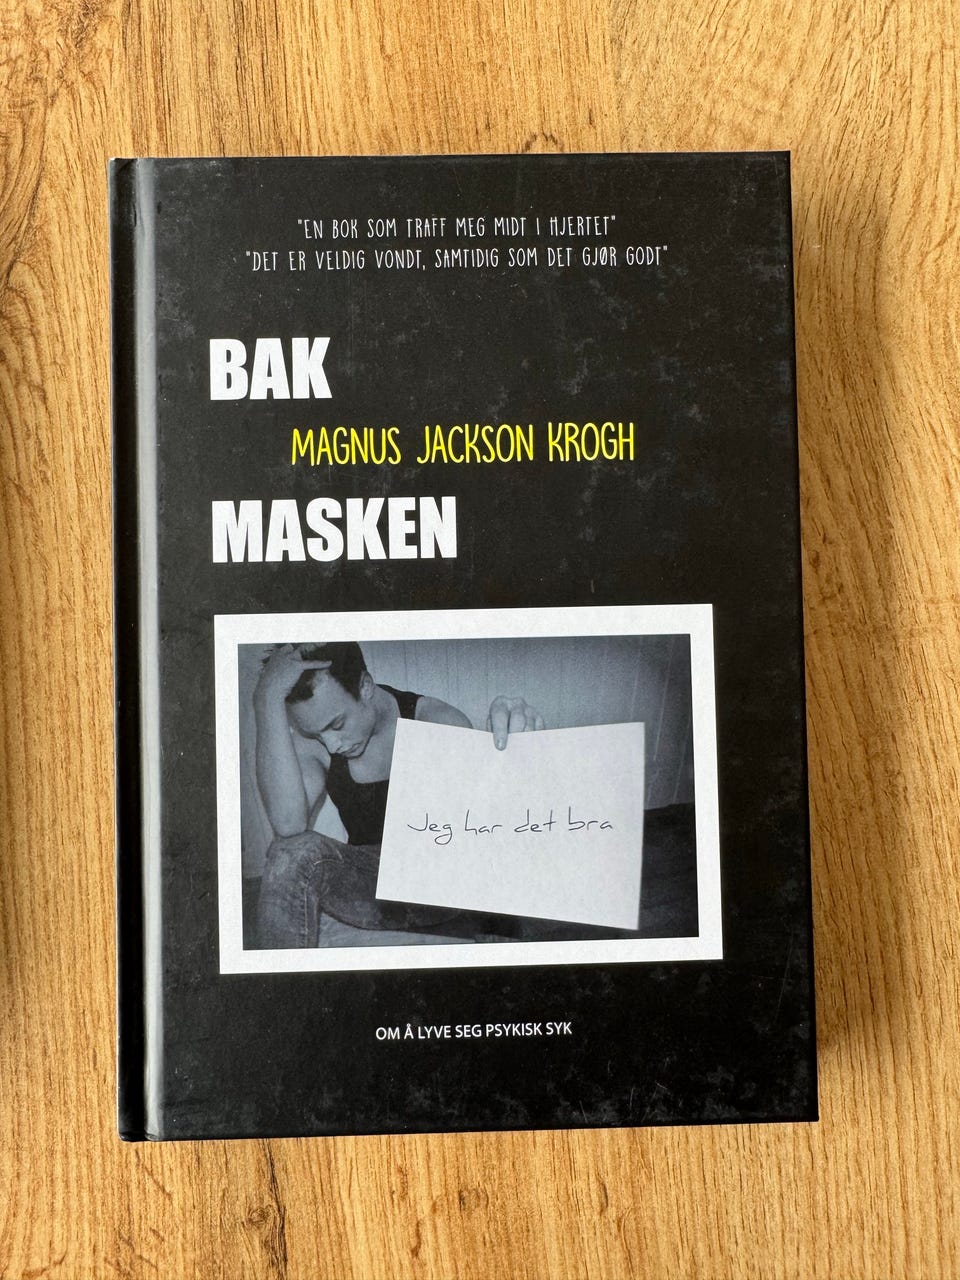 "EN BOK SOM TRAFF MEG MIDT I HJERTET"
"DET ER VELDIG VONDT, SAMTIDIG SOM DET GJØR GODT"
BAK
MAGNUS JACKSON KROGH
MASKEN
Jeg har det bra
OM Å LYVE SEG PSYKISK SYK